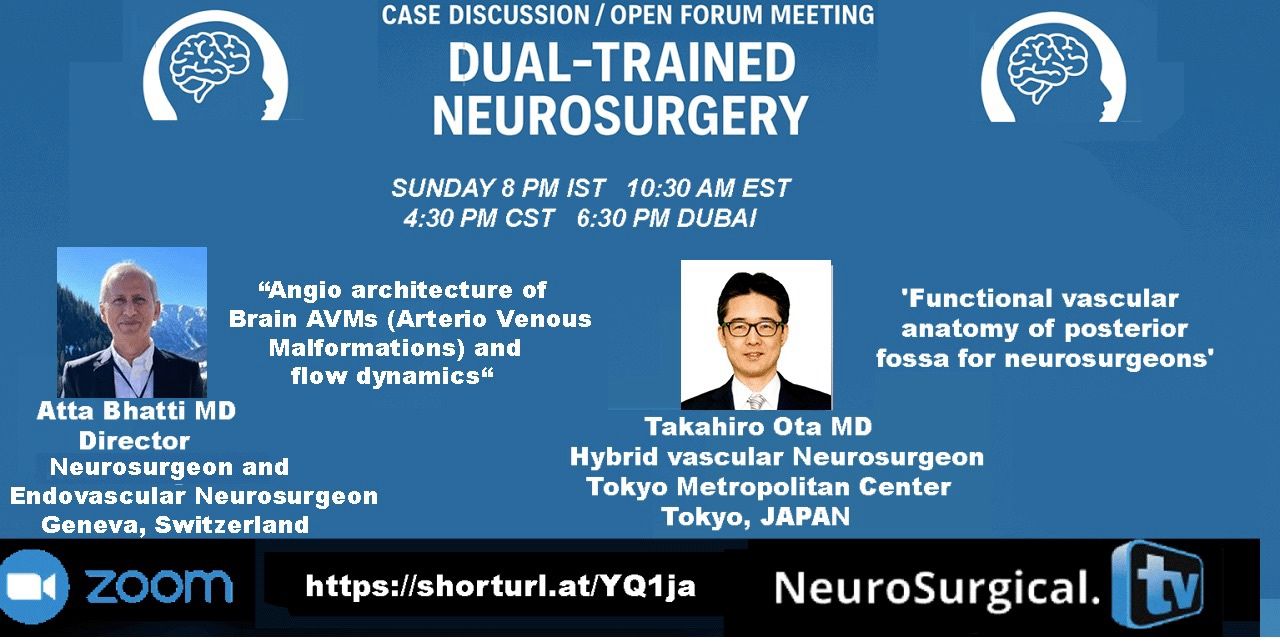 CASE DISCUSSION / OPEN FORUM MEETING
DUAL-TRAINED
NEUROSURGERY
SUNDAY 8 PM IST 10:30 AM EST
4:30 PM CST 6:30 PM DUBAI
“Angio architecture of
Brain AVMs (Arterio Venous
Malformations) and
flow dynamics“
Atta Bhatti MD
Director
Neurosurgeon and
Endovascular Neurosurgeon
Geneva, Switzerland
'Functional vascular
anatomy of posterior
fossa for neurosurgeons'
Takahiro Ota MD
Hybrid vascular Neurosurgeon
Tokyo Metropolitan Center
Tokyo, JAPAN
zoom
https://shorturl.at/YQ1ja
NeuroSurgical.tv